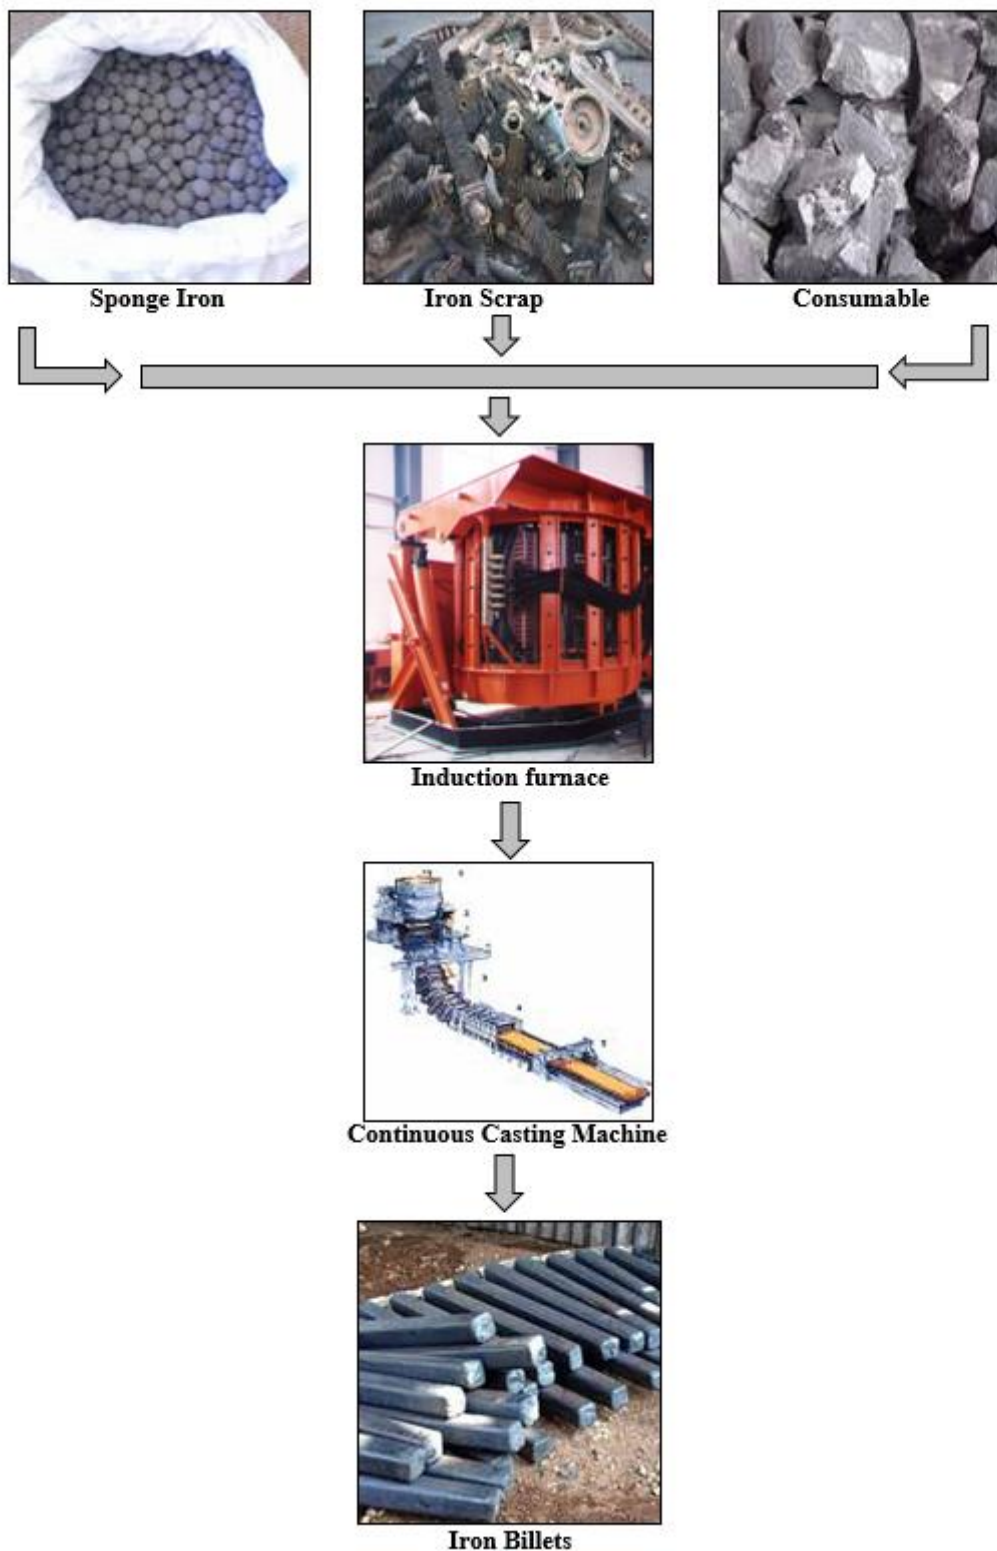 Sponge Iron
Iron Scrap
Consumable
Induction furnace
Continuous Casting Machine
Iron Billets